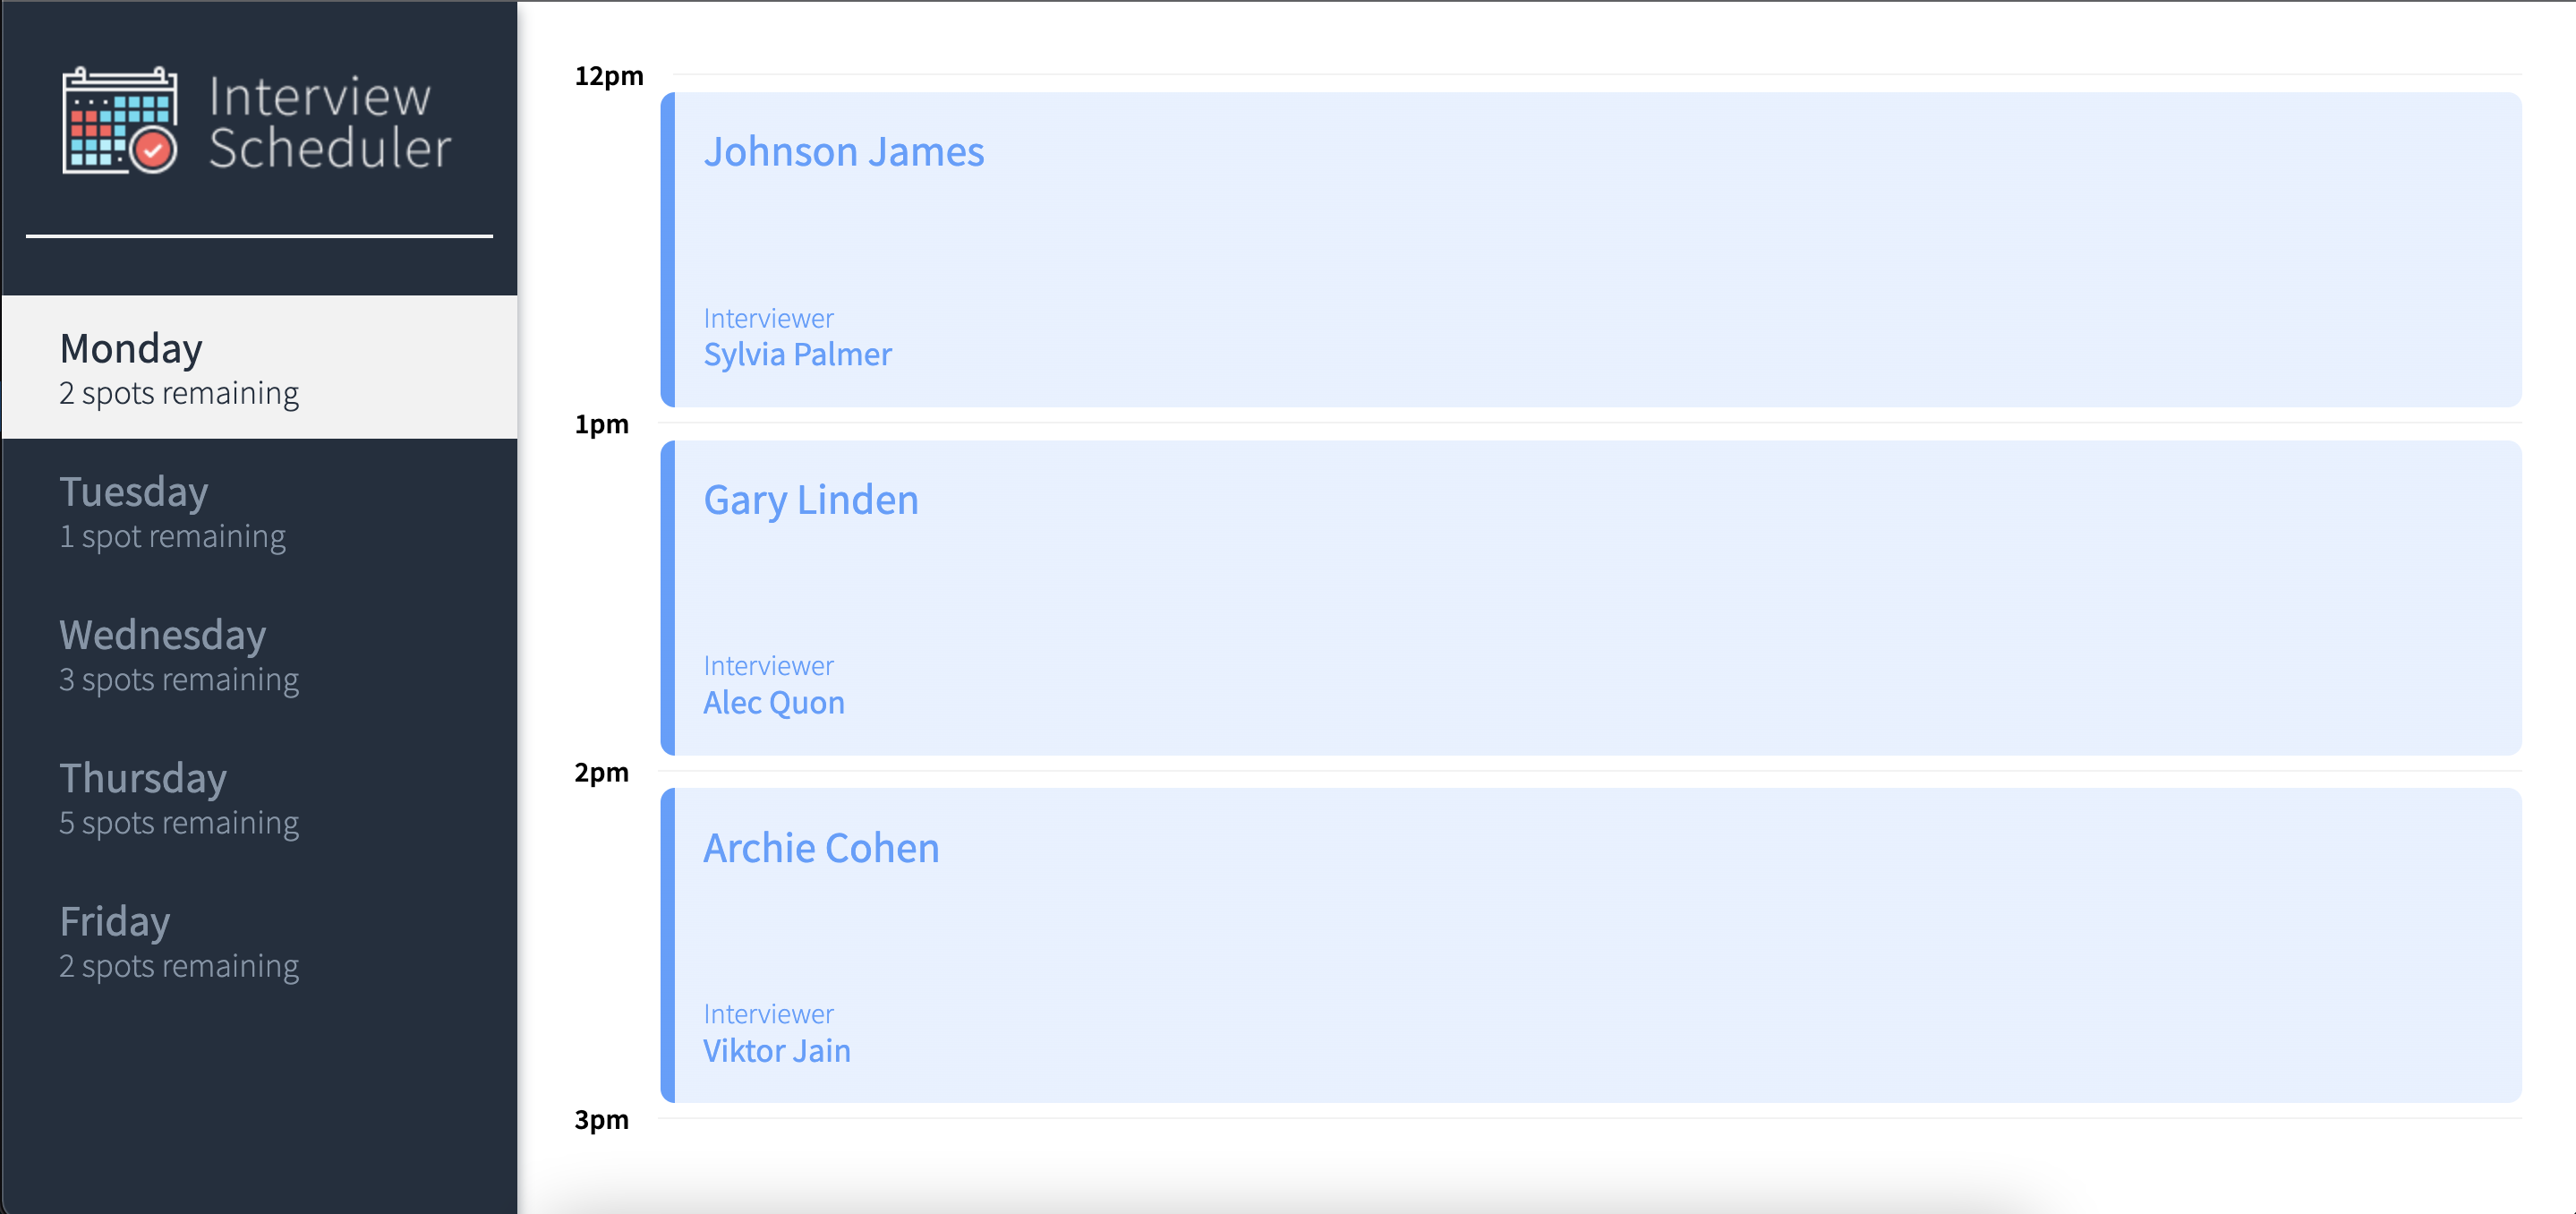 Interview
Scheduler
Monday
2 spots remaining
Tuesday
1 spot remaining
Wednesday
3 spots remaining
Thursday
5 spots remaining
Friday
2 spots remaining
12pm
Johnson James
Interviewer
Sylvia Palmer
1pm
Gary Linden
Interviewer
Alec Quon
2pm
Archie Cohen
Interviewer
Viktor Jain
3pm